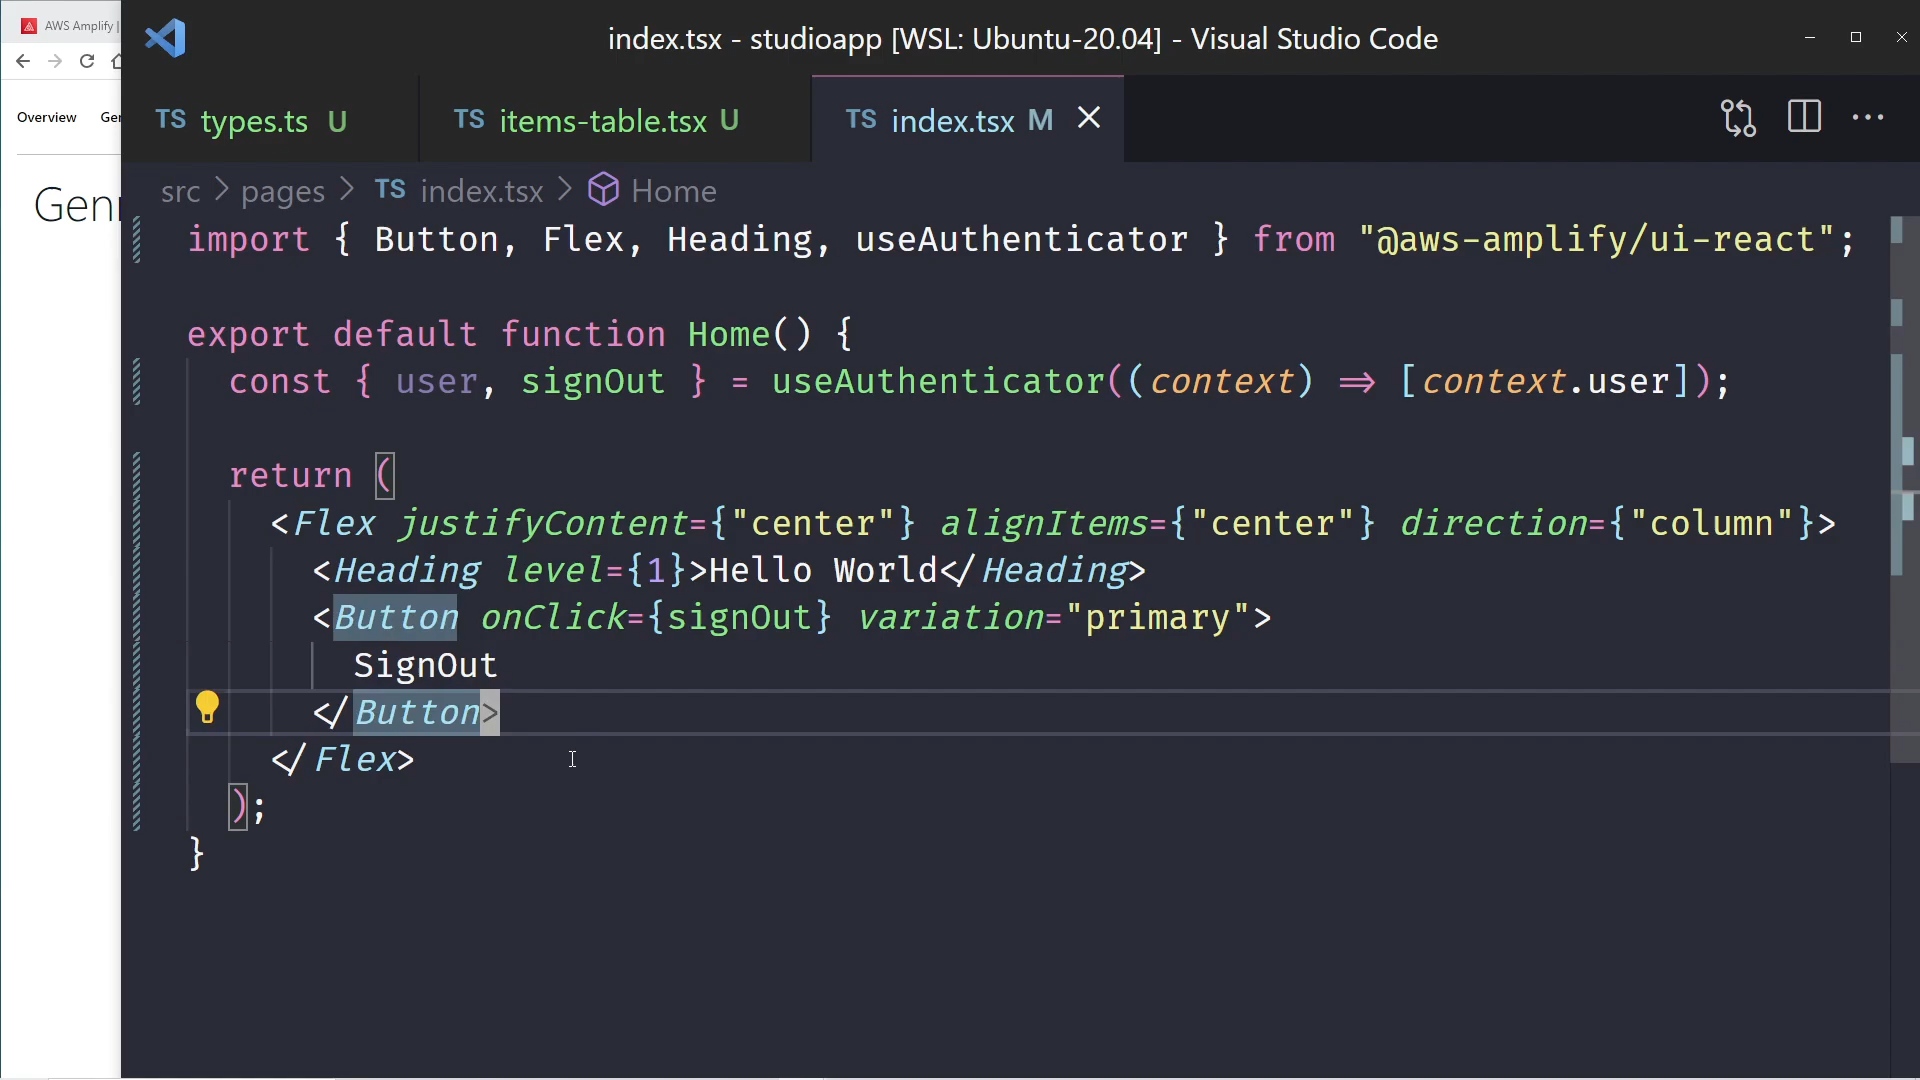 AWS Amplify |
index.tsx - studioapp [WSL: Ubuntu-20.04] - Visual Studio Code
TS types.ts U
TS items-table.tsx U
TS index.tsx M
Overview
Ger
src > pages > TS index.tsx > Home
Gen
import { Button, Flex, Heading, useAuthenticator } from "@aws-amplify/ui-react";
export default function Home() {
const { user, signOut } = useAuthenticator((context) => [context.user]);
return (
<Flex justifyContent={"center"} alignItems={"center"} direction={"column"}>
<Heading level={1}>Hello World</Heading>
<Button onClick={signOut} variation="primary">
SignOut
</Button>
</Flex>
);
}